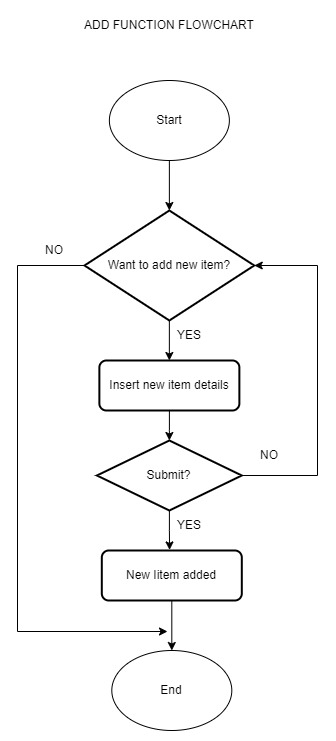 ADD FUNCTION FLOWCHART
Start
Want to add new item?
NO
YES
Insert new item details
Submit?
NO
YES
New Iitem added
End